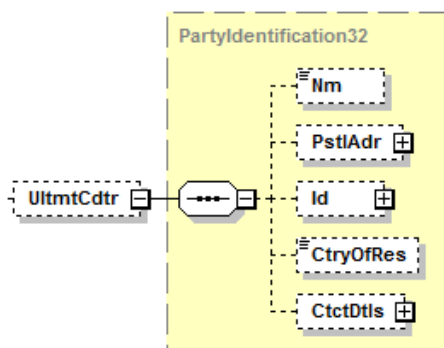 PartyIdentification32
Nm
PstlAdr
UltmtCdtr
Id
CtryOfRes
CtctDtls